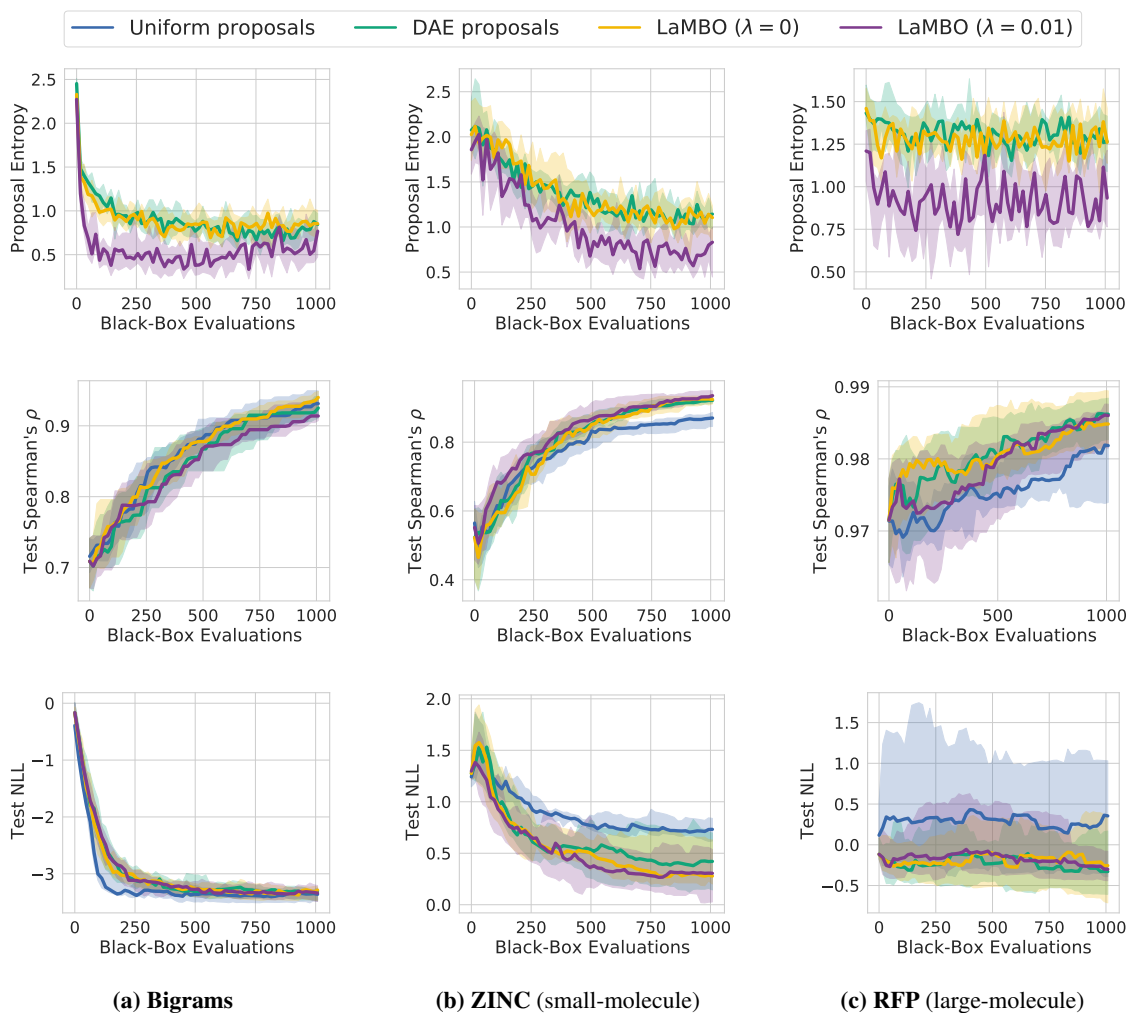 Uniform proposals DAE proposals LaMBO (λ = 0) LaMBO (λ = 0.01)
Proposal Entropy
2.5
2.0
1.5
1.0
0.5
0 250 500 750 1000
Black-Box Evaluations
Proposal Entropy
2.5
2.0
1.5
1.0
0.5
0 250 500 750 1000
Black-Box Evaluations
Proposal Entropy
1.50
1.25
1.00
0.75
0.50
0 250 500 750 1000
Black-Box Evaluations
Test Spearman's ρ
0.9
0.8
0.7
0 250 500 750 1000
Black-Box Evaluations
Test Spearman's ρ
0.8
0.6
0.4
0 250 500 750 1000
Black-Box Evaluations
Test Spearman's ρ
0.99
0.98
0.97
0 500 1000
Black-Box Evaluations
Test NLL
0
−1
−2
−3
0 250 500 750 1000
Black-Box Evaluations
Test NLL
2.0
1.5
1.0
0.5
0.0
0 250 500 750 1000
Black-Box Evaluations
Test NLL
1.5
1.0
0.5
0.0
−0.5
0 250 500 750 1000
Black-Box Evaluations
(a) Bigrams
(b) ZINC (small-molecule)
(c) RFP (large-molecule)